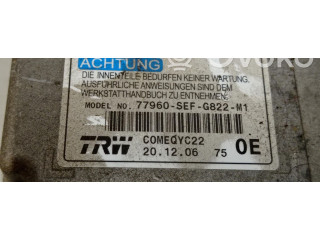 ACHTUNG
OVOKO
DIE INNENTEILE BEDÜRFEN KEINER WARTUNG.
AUSFÜHRLICHE ANWEISUNGEN SIND DEM
WERKSTATTHANDBUCH ZU ENTNEHMEN
MODEL NO. 77960-SEF-G822-M1
TRW COMEQYC22
20.12.06 75 0E